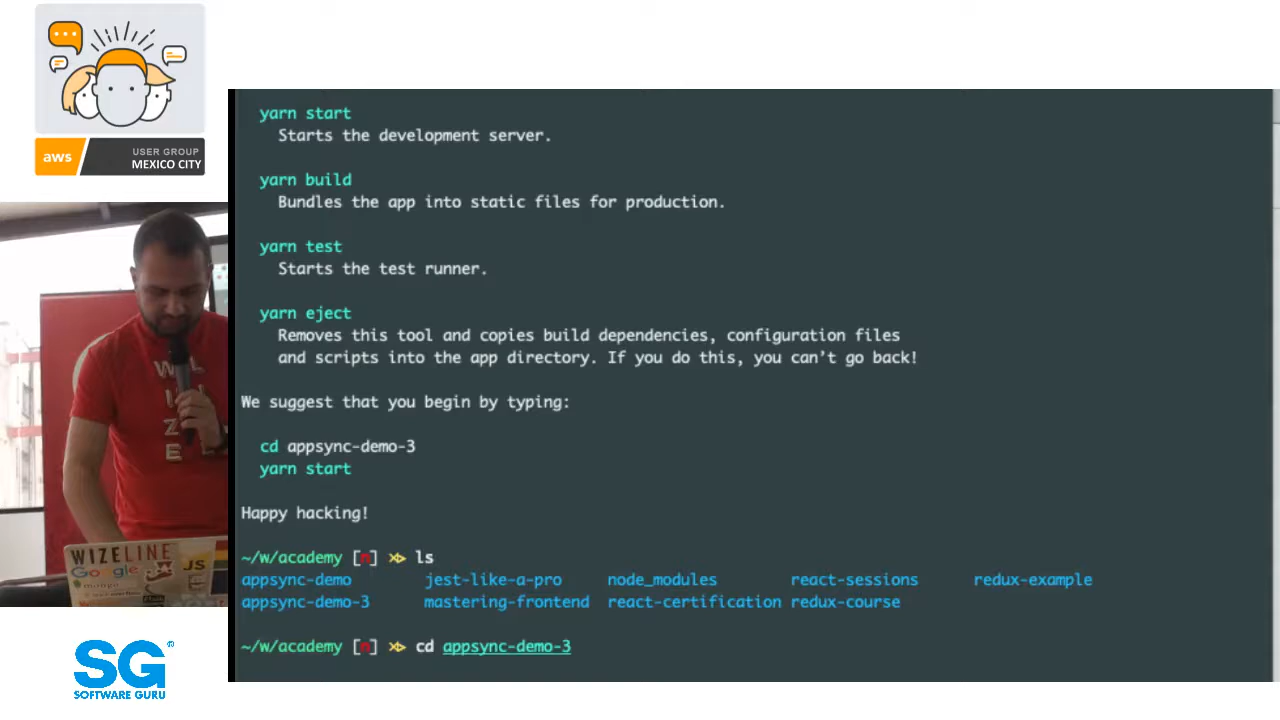 aws USER GROUP
MEXICO CITY
yarn start
Starts the development server.
yarn build
Bundles the app into static files for production.
yarn test
Starts the test runner.
yarn eject
Removes this tool and copies build dependencies, configuration files
and scripts into the app directory. If you do this, you can't go back!
We suggest that you begin by typing:
cd appsync-demo-3
yarn start
Happy hacking!
~/w/academy [n] ls
appsync-demo jest-like-a-pro node_modules react-sessions redux-example
appsync-demo-3 mastering-frontend react-certification redux-course
~/w/academy [n] cd appsync-demo-3
W
I
Z
E
WIZELINE
Google
JS
SG
SOFTWARE GURU